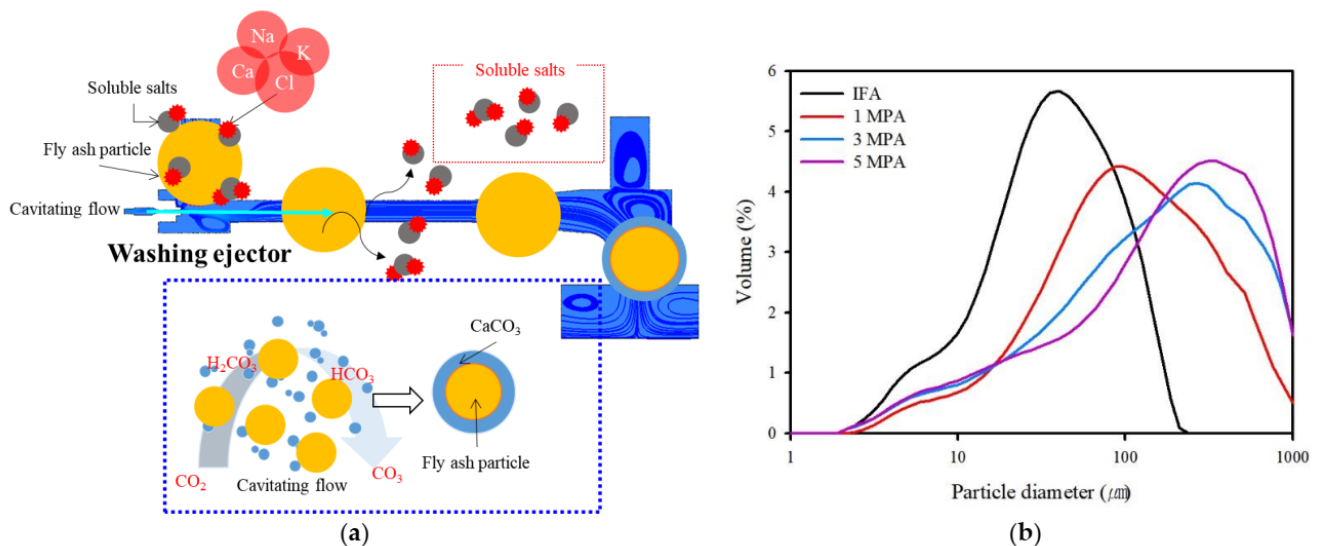 Na
K
Ca
Cl
Soluble salts
Soluble salts
Fly ash particle
Cavitating flow
Washing ejector
H2CO3
HCO3
CO2
CO3
Cavitating flow
CaCO3
Fly ash particle
(a)
6
5
4
3
2
1
0
Volume (%)
IFA
1 MPA
3 MPA
5 MPA
1
10
100
1000
Particle diameter (㎛)
(b)